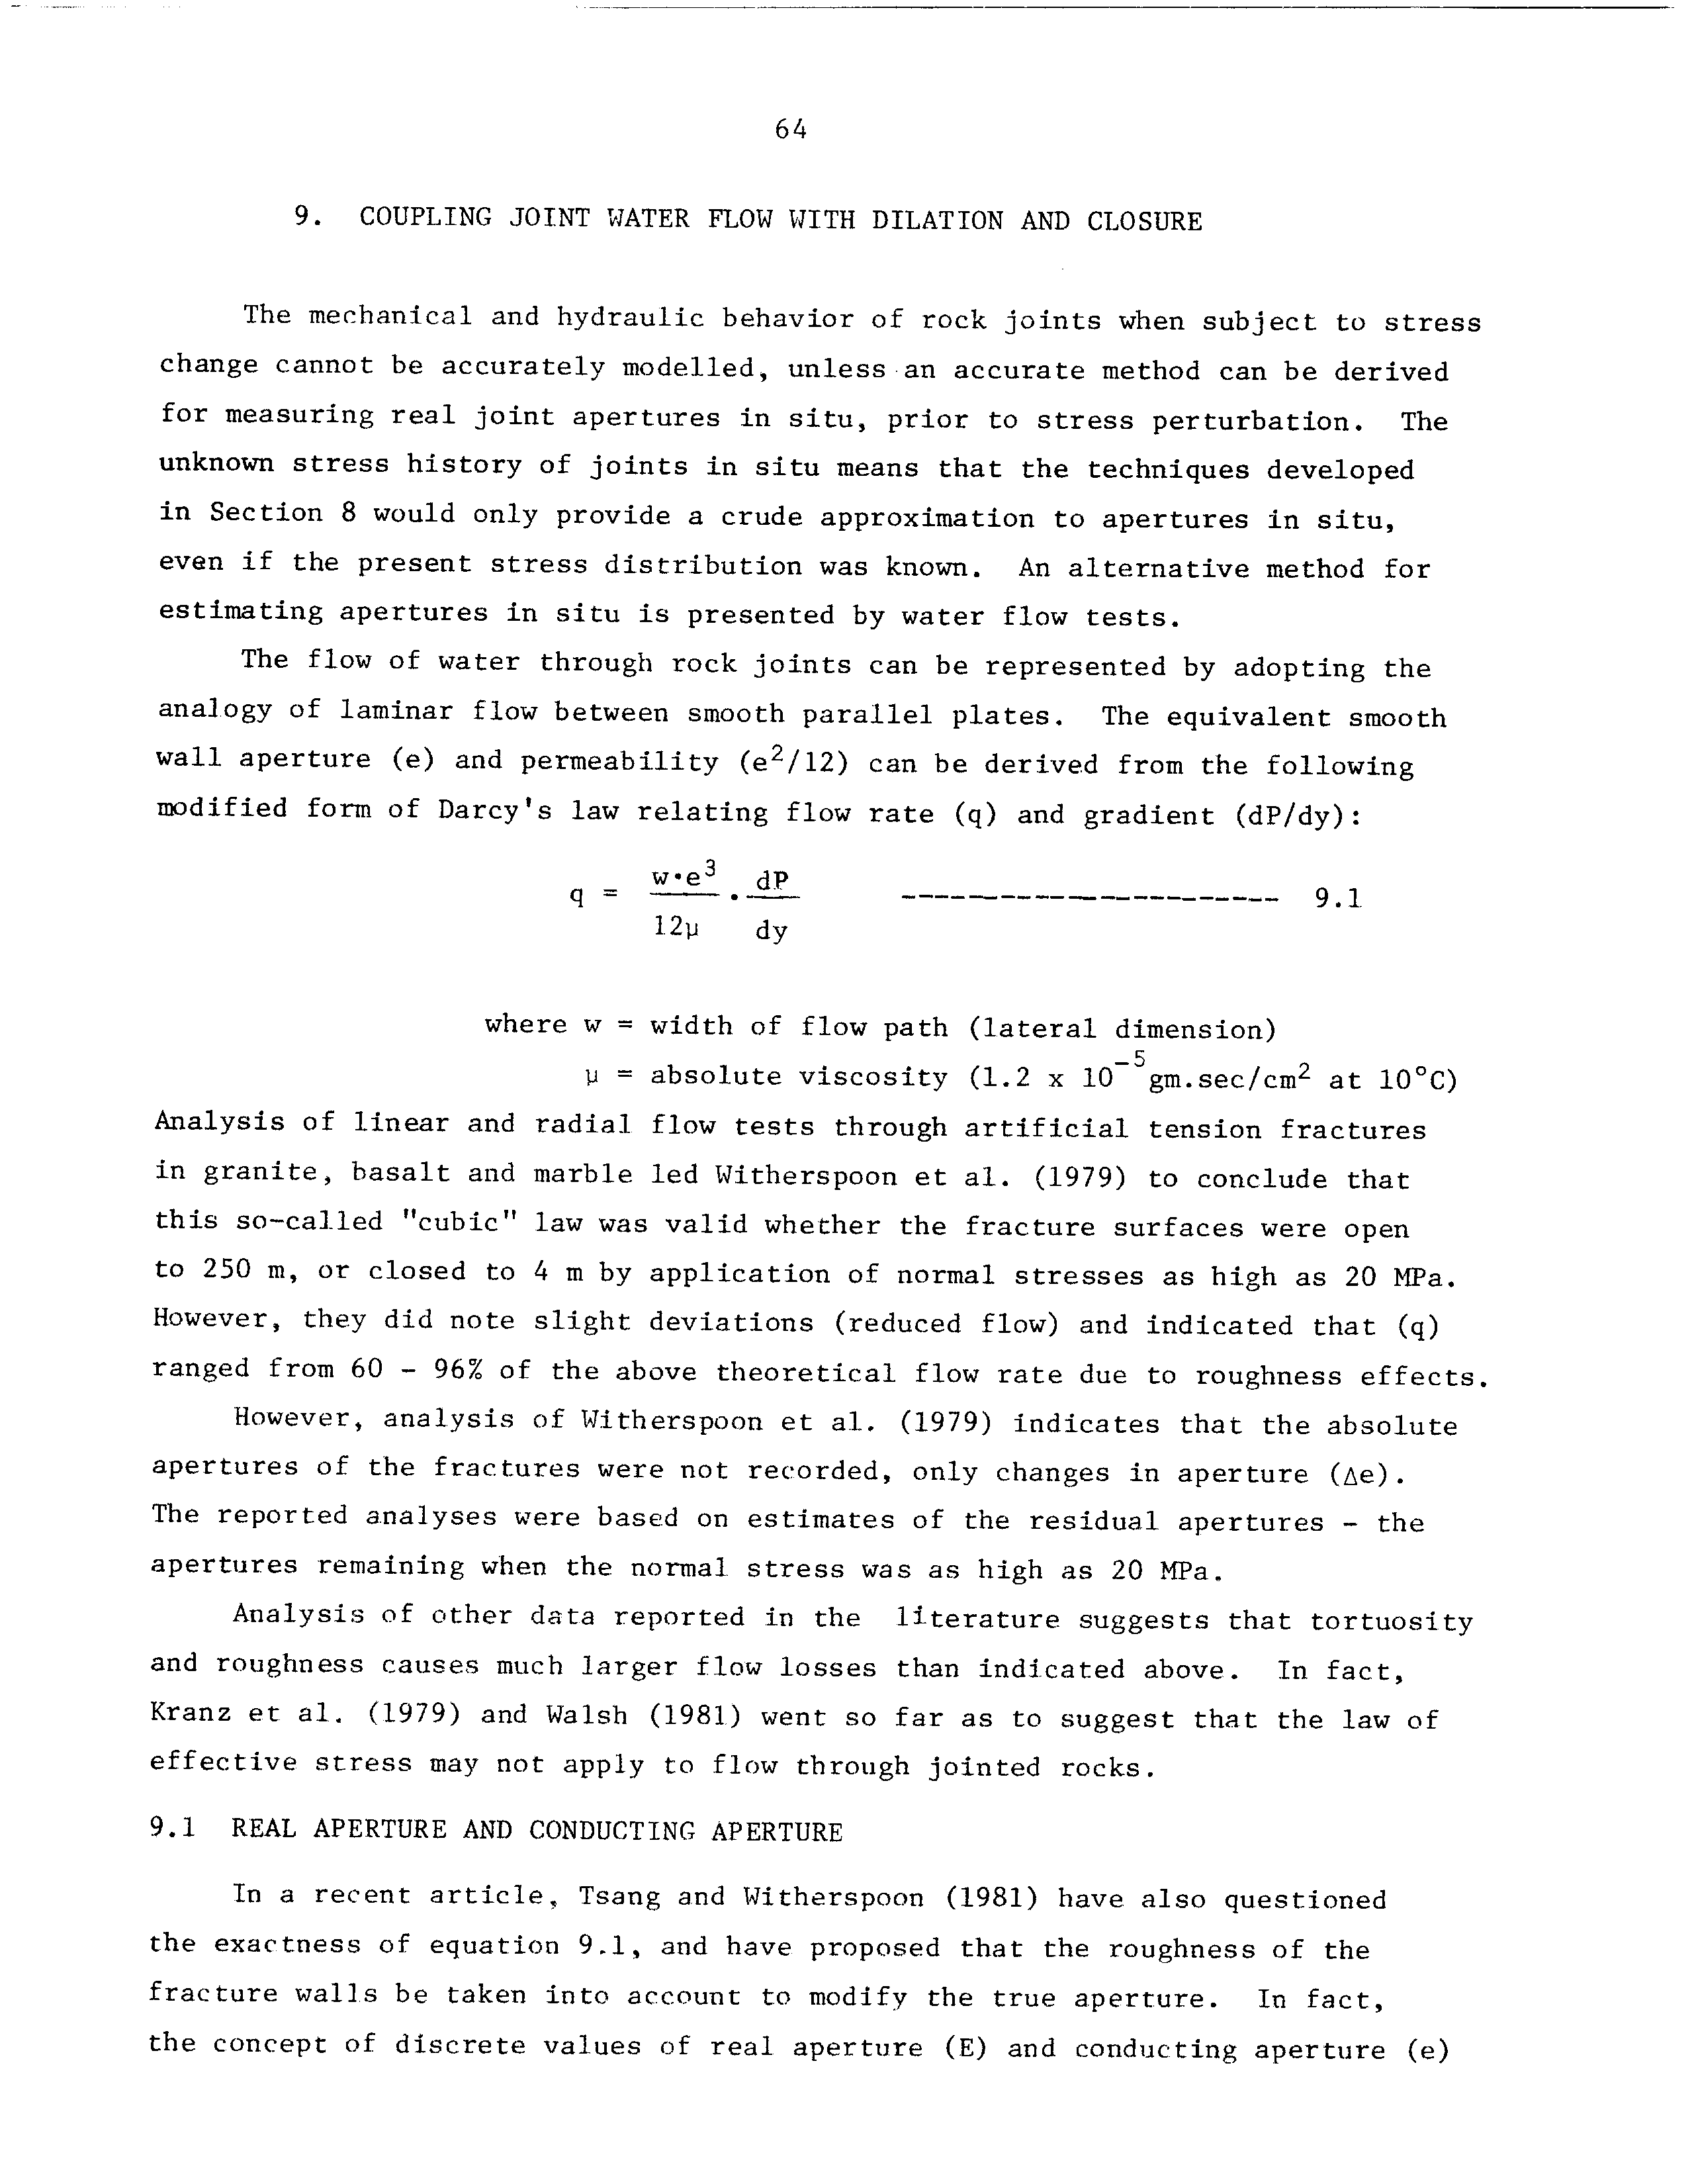 64
9. COUPLING JOINT WATER FLOW WITH DILATION AND CLOSURE
The mechanical and hydraulic behavior of rock joints when subject to stress
change cannot be accurately modelled, unless an accurate method can be derived
for measuring real joint apertures in situ, prior to stress perturbation. The
unknown stress history of joints in situ means that the techniques developed
in Section 8 would only provide a crude approximation to apertures in situ,
even if the present stress distribution was known. An alternative method for
estimating apertures in situ is presented by water flow tests.
The flow of water through rock joints can be represented by adopting the
analogy of laminar flow between smooth parallel plates. The equivalent smooth
wall aperture (e) and permeability (e²/12) can be derived from the following
modified form of Darcy's law relating flow rate (q) and gradient (dP/dy):
q = w·e³/12μ · dP/dy ----------------------- 9.1
where w = width of flow path (lateral dimension)
μ = absolute viscosity (1.2 x 10⁻⁵gm.sec/cm² at 10°C)
Analysis of linear and radial flow tests through artificial tension fractures
in granite, basalt and marble led Witherspoon et al. (1979) to conclude that
this so-called "cubic" law was valid whether the fracture surfaces were open
to 250 m, or closed to 4 m by application of normal stresses as high as 20 MPa.
However, they did note slight deviations (reduced flow) and indicated that (q)
ranged from 60 - 96% of the above theoretical flow rate due to roughness effects.
However, analysis of Witherspoon et al. (1979) indicates that the absolute
apertures of the fractures were not recorded, only changes in aperture (Δe).
The reported analyses were based on estimates of the residual apertures - the
apertures remaining when the normal stress was as high as 20 MPa.
Analysis of other data reported in the literature suggests that tortuosity
and roughness causes much larger flow losses than indicated above. In fact,
Kranz et al. (1979) and Walsh (1981) went so far as to suggest that the law of
effective stress may not apply to flow through jointed rocks.
9.1 REAL APERTURE AND CONDUCTING APERTURE
In a recent article, Tsang and Witherspoon (1981) have also questioned
the exactness of equation 9.1, and have proposed that the roughness of the
fracture walls be taken into account to modify the true aperture. In fact,
the concept of discrete values of real aperture (E) and conducting aperture (e)